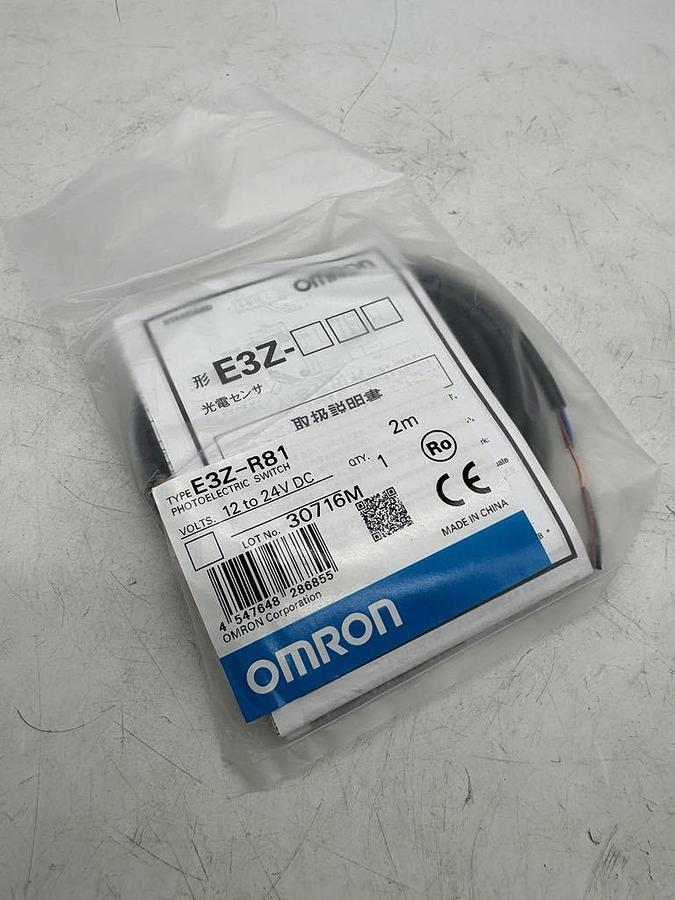 OMRON
形 E3Z-□□□
光電センサ
取扱説明書
TYPE E3Z-R81
PHOTOELECTRIC SWITCH
2m
VOLTS: 12 to 24V DC
QTY. 1
Ro
LOT No. 30716M
CE
MADE IN CHINA
4 547648 286855
OMRON Corporation
OMRON